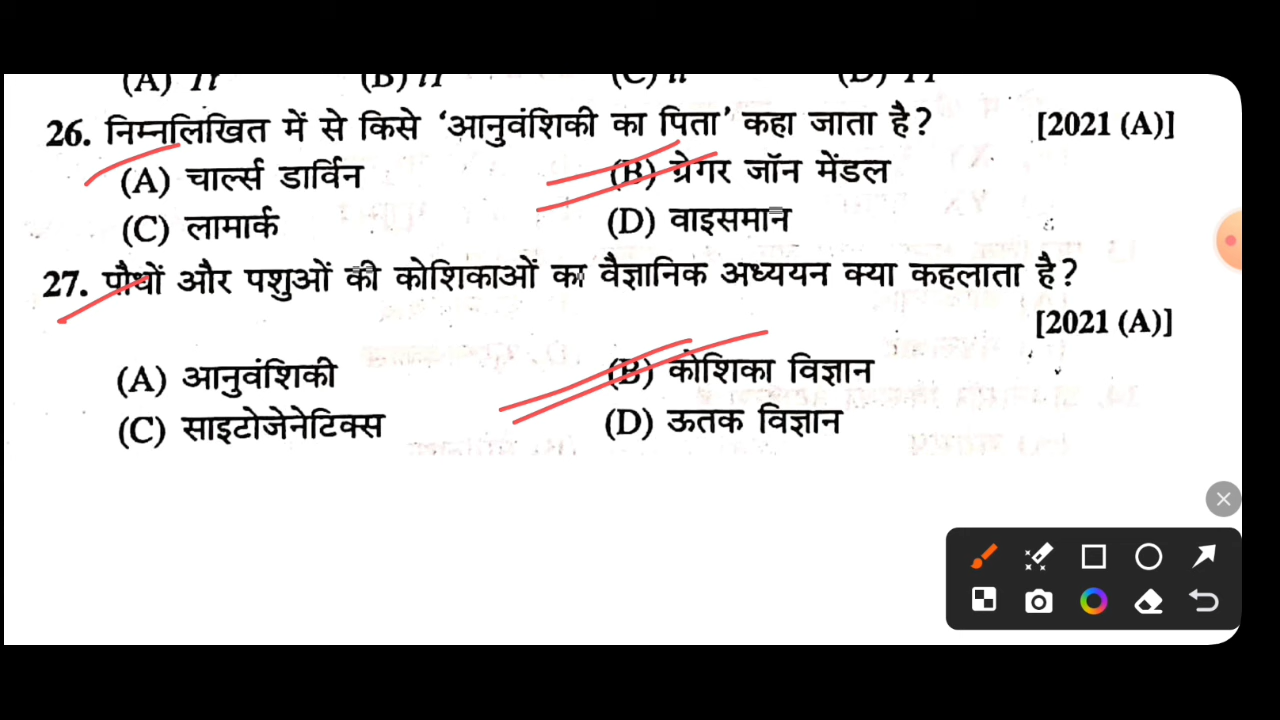 26. निम्नलिखित में से किसे ‘आनुवंशिकी का पिता’ कहा जाता है? [2021 (A)]
(A) चार्ल्स डार्विन (B) ग्रेगर जॉन मेंडल
(C) लामार्क (D) वाइसमान
27. पौधों और पशुओं की कोशिकाओं का वैज्ञानिक अध्ययन क्या कहलाता है?
[2021 (A)]
(A) आनुवंशिकी (B) कोशिका विज्ञान
(C) साइटोजेनेटिक्स (D) ऊतक विज्ञान